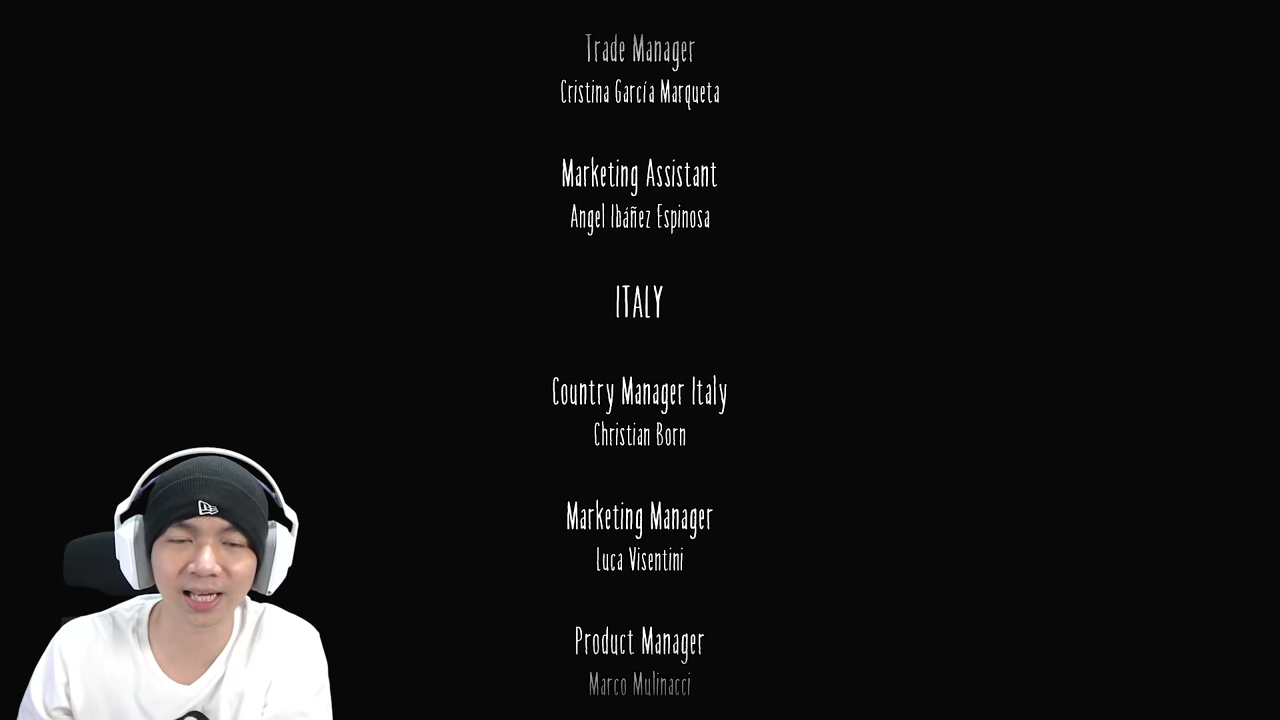 Trade Manager
Cristina García Marqueta
Marketing Assistant
Angel Ibáñez Espinosa
ITALY
Country Manager Italy
Christian Born
Marketing Manager
Luca Visentini
Product Manager
Marco Mulinacci